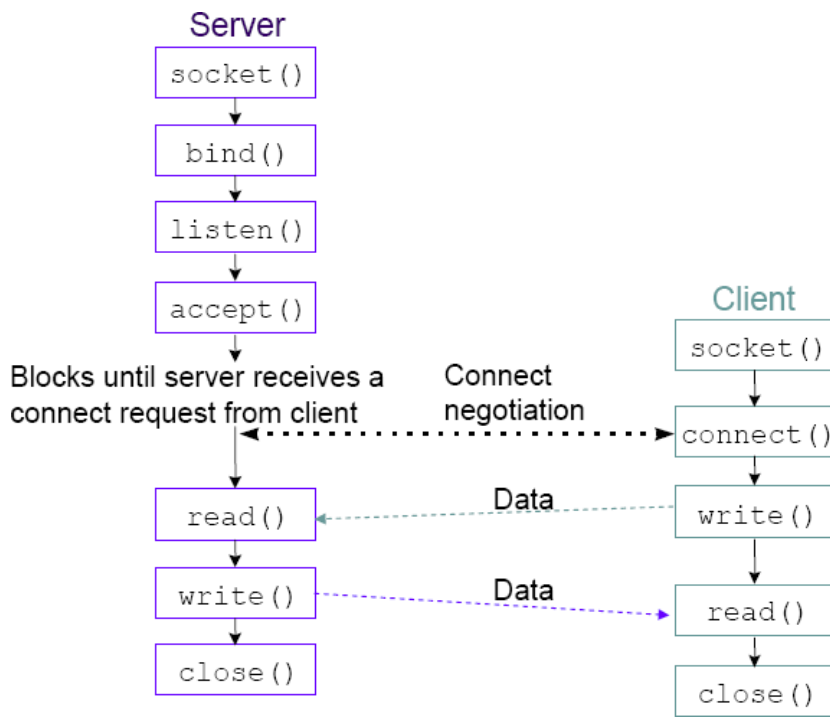 Server
socket()
bind()
listen()
accept()
Blocks until server receives a
connect request from client
read()
write()
close()
Connect
negotiation
Data
Data
Client
socket()
connect()
write()
read()
close()